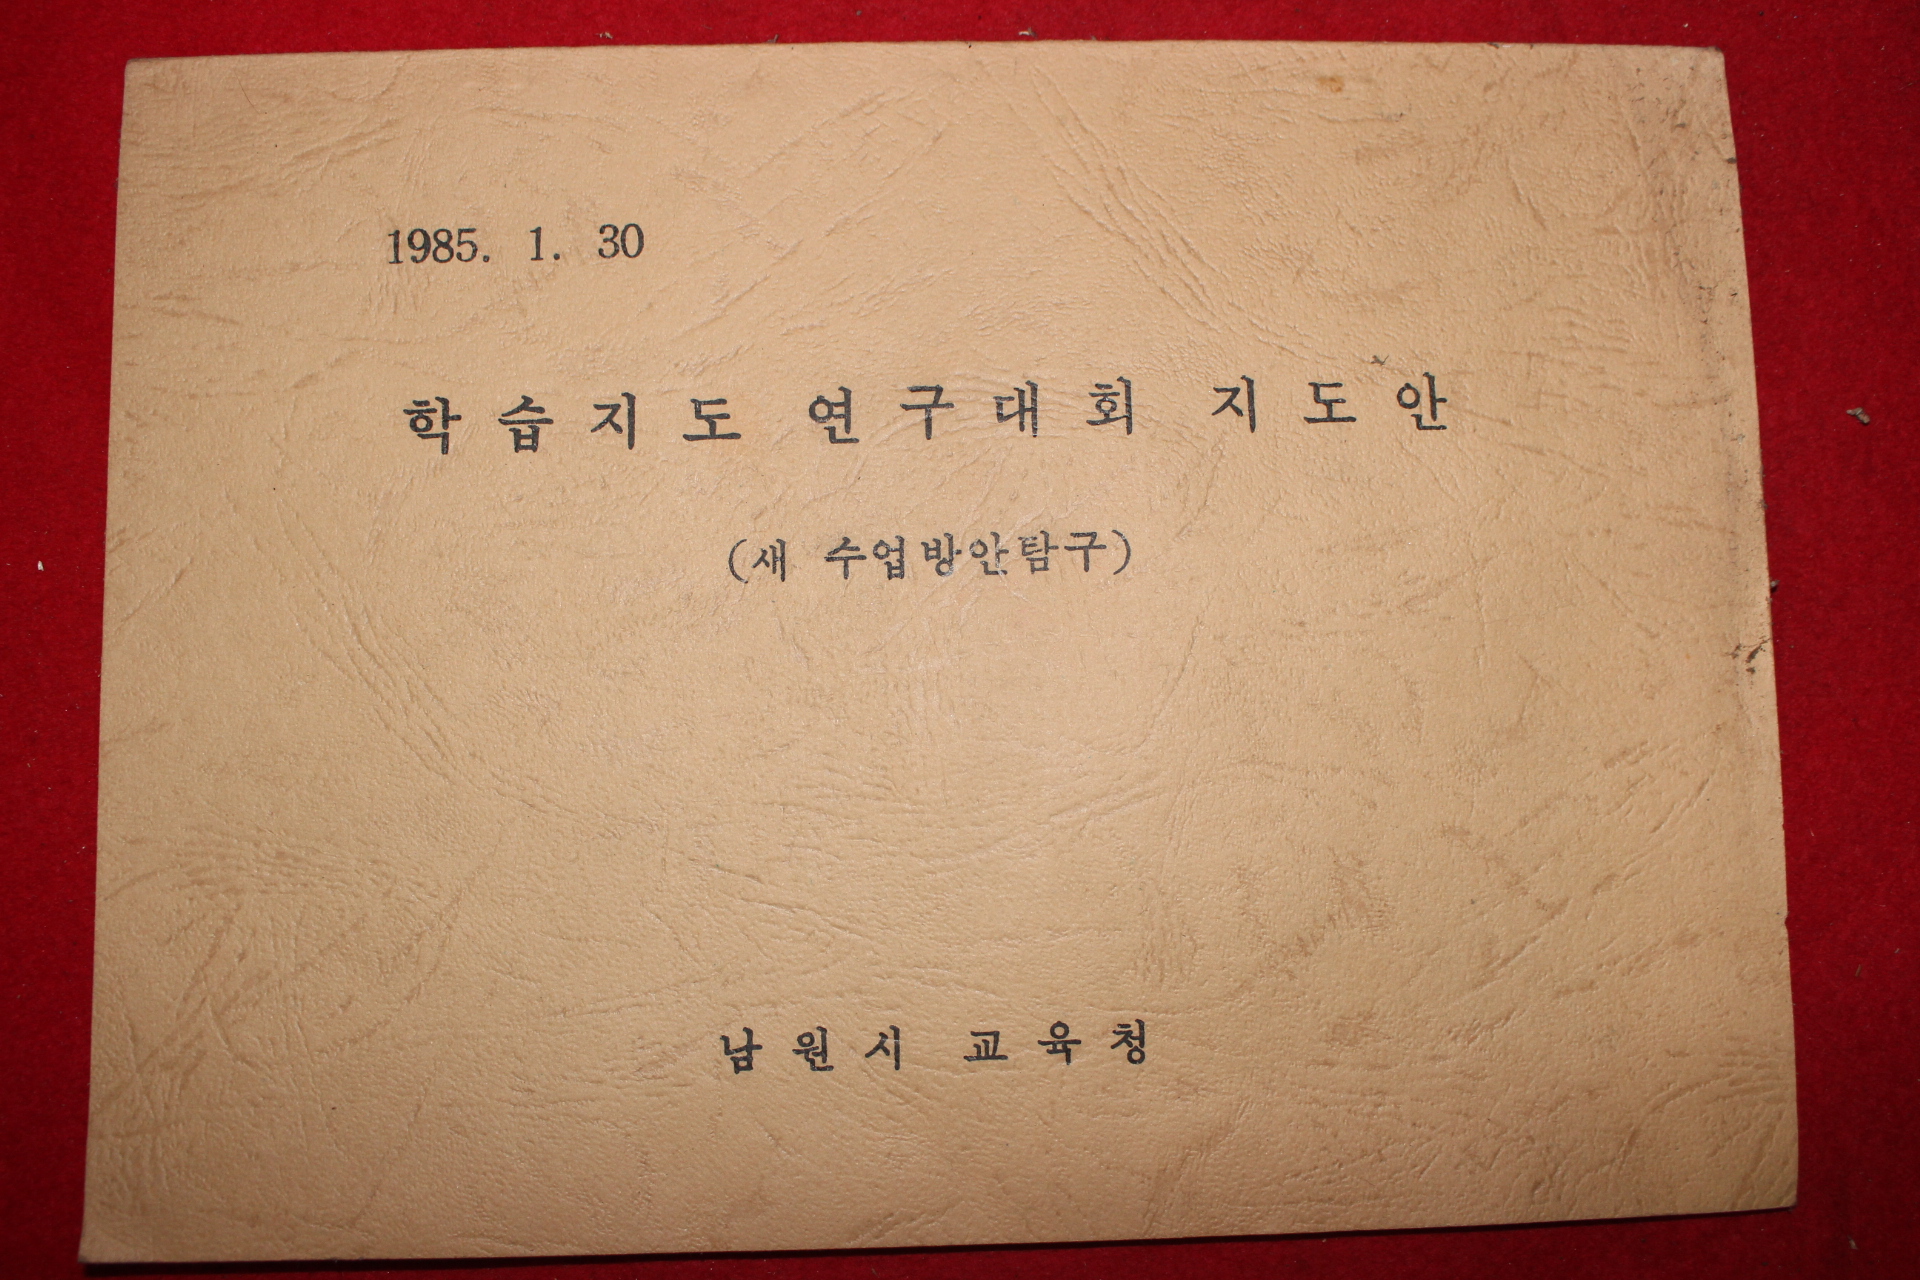 1985. 1. 30
학습지도 연구대회 지도안
(새 수업방안탐구)
남원시 교육청